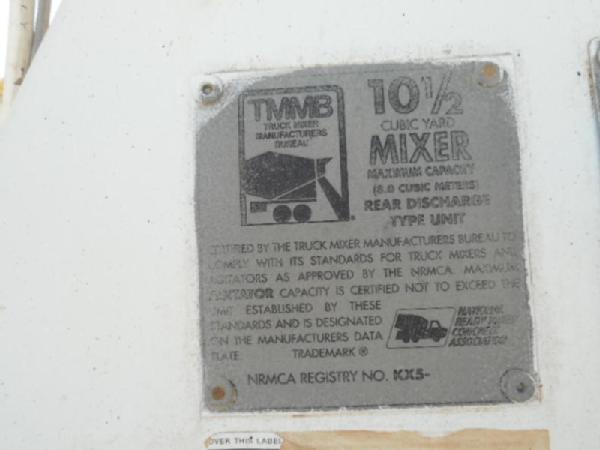 TMMB
TRUCK MIXER
MANUFACTURERS
BUREAU
10 1/2
CUBIC YARD
MIXER
MAXIMUM CAPACITY
(8.0 CUBIC METERS)
REAR DISCHARGE
TYPE UNIT
CERTIFIED BY THE TRUCK MIXER MANUFACTURERS BUREAU TO
COMPLY WITH ITS STANDARDS FOR TRUCK MIXERS AND
AGITATORS AS APPROVED BY THE NRMCA. MAXIMUM
AGITATOR CAPACITY IS CERTIFIED NOT TO EXCEED THE
LIMIT ESTABLISHED BY THESE
STANDARDS AND IS DESIGNATED
ON THE MANUFACTURERS DATA
PLATE. TRADEMARK ®
NATIONAL
READY MIXED
CONCRETE
ASSOCIATION
NRMCA REGISTRY NO. KX5-
OVER THIS LABEL